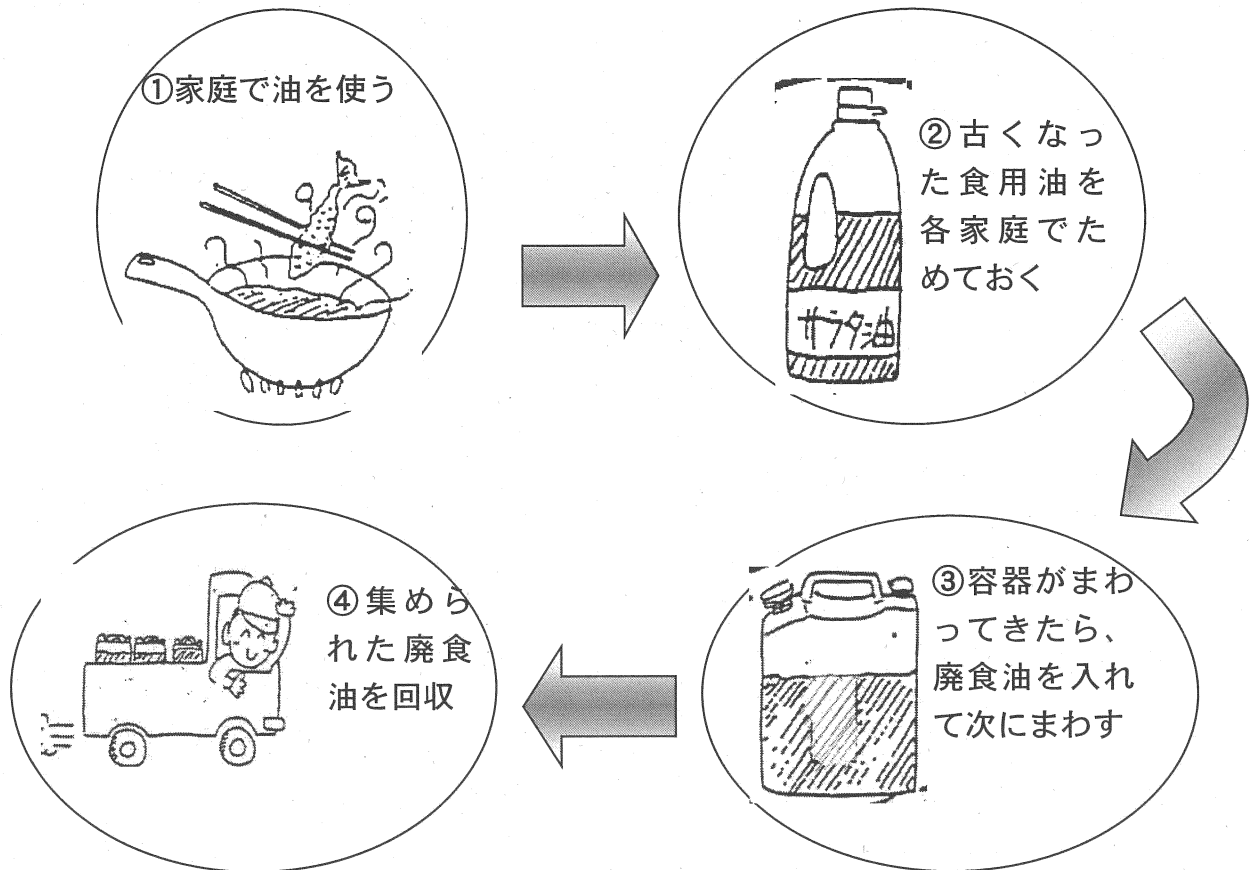 ①家庭で油を使う
②古くなっ
た食用油を
各家庭でた
めておく
サラダ油
③容器がまわ
ってきたら、
廃食油を入れ
て次にまわす
④集めら
れた廃食
油を回収